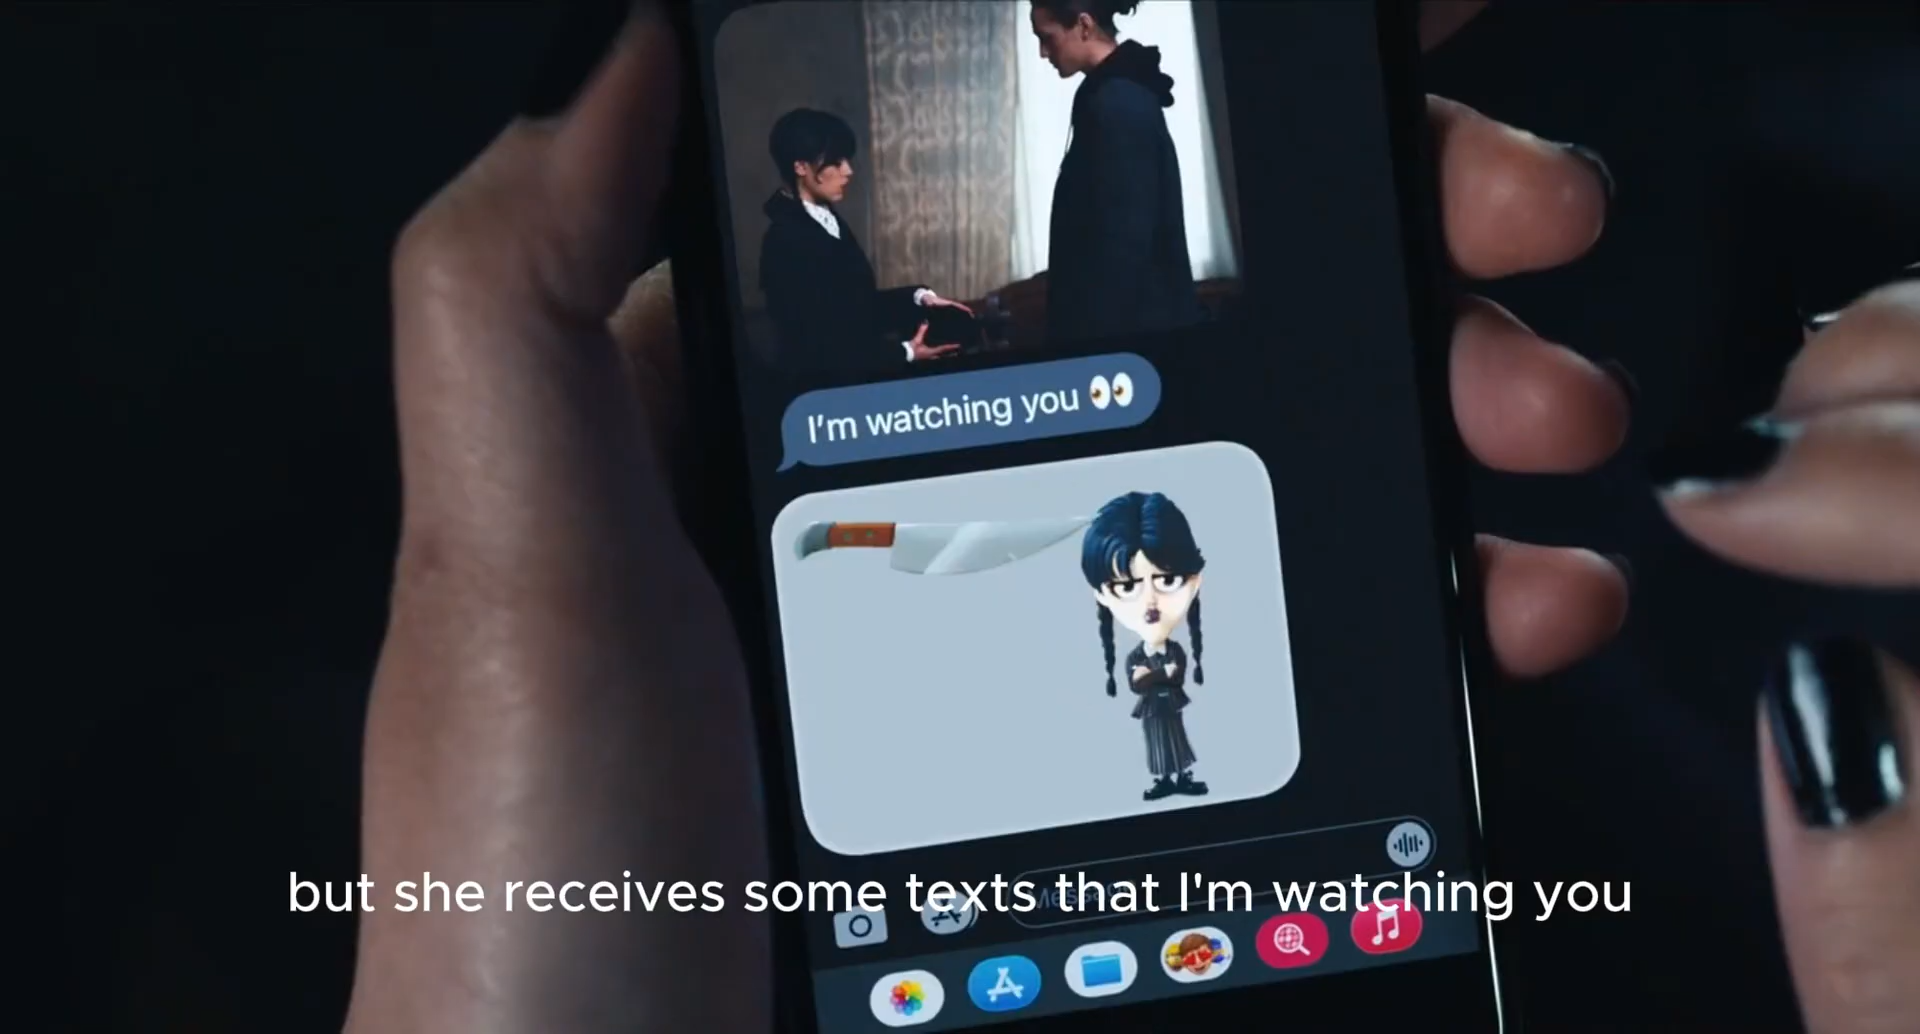 I'm watching you 👀
but she receives some texts that I'm watching you